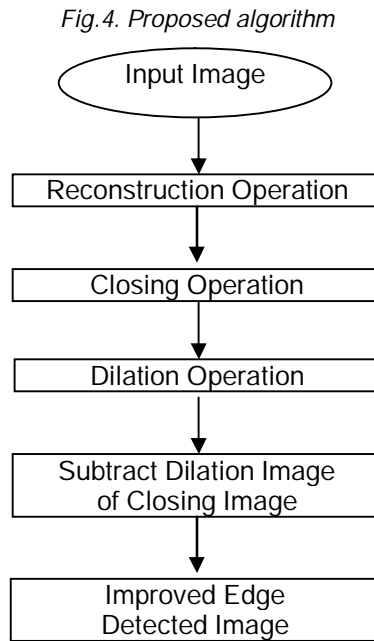 Fig.4. Proposed algorithm
Input Image
Reconstruction Operation
Closing Operation
Dilation Operation
Subtract Dilation Image
of Closing Image
Improved Edge
Detected Image